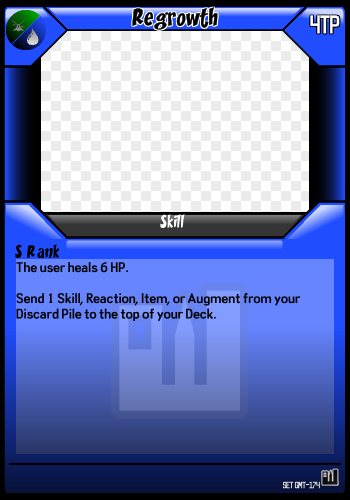 Regrowth
4TP
Skill
S Rank
The user heals 6 HP.
Send 1 Skill, Reaction, Item, or Augment from your
Discard Pile to the top of your Deck.
SET GMT-174